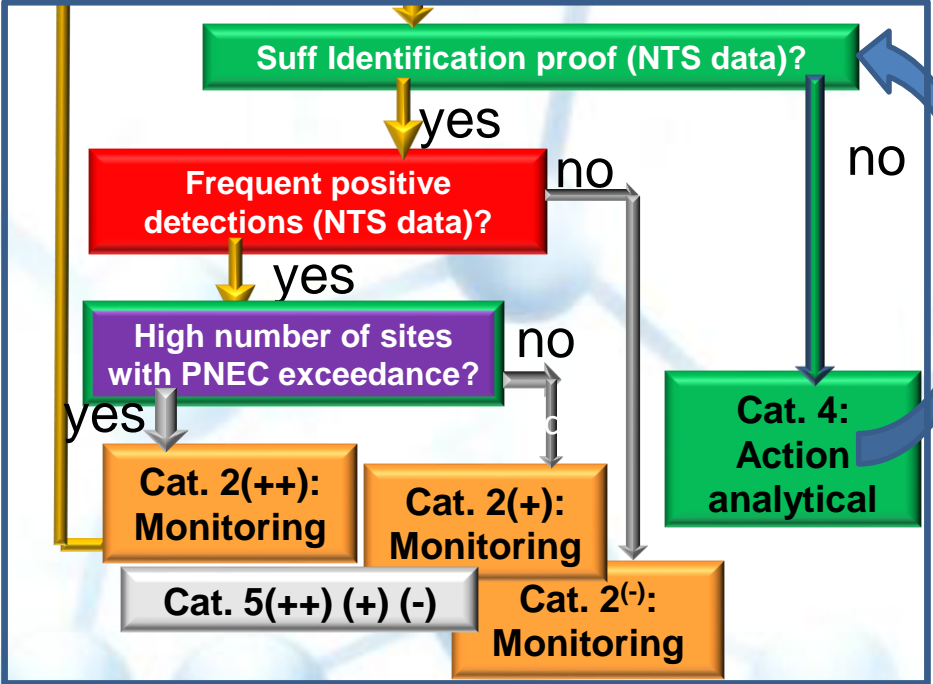 Suff Identification proof (NTS data)?
yes
no
Frequent positive
detections (NTS data)?
no
yes
High number of sites
with PNEC exceedance?
no
yes
Cat. 4:
Action
analytical
Cat. 2(++):
Monitoring
Cat. 2(+):
Monitoring
Cat. 5(++) (+) (-)
Cat. 2(-):
Monitoring